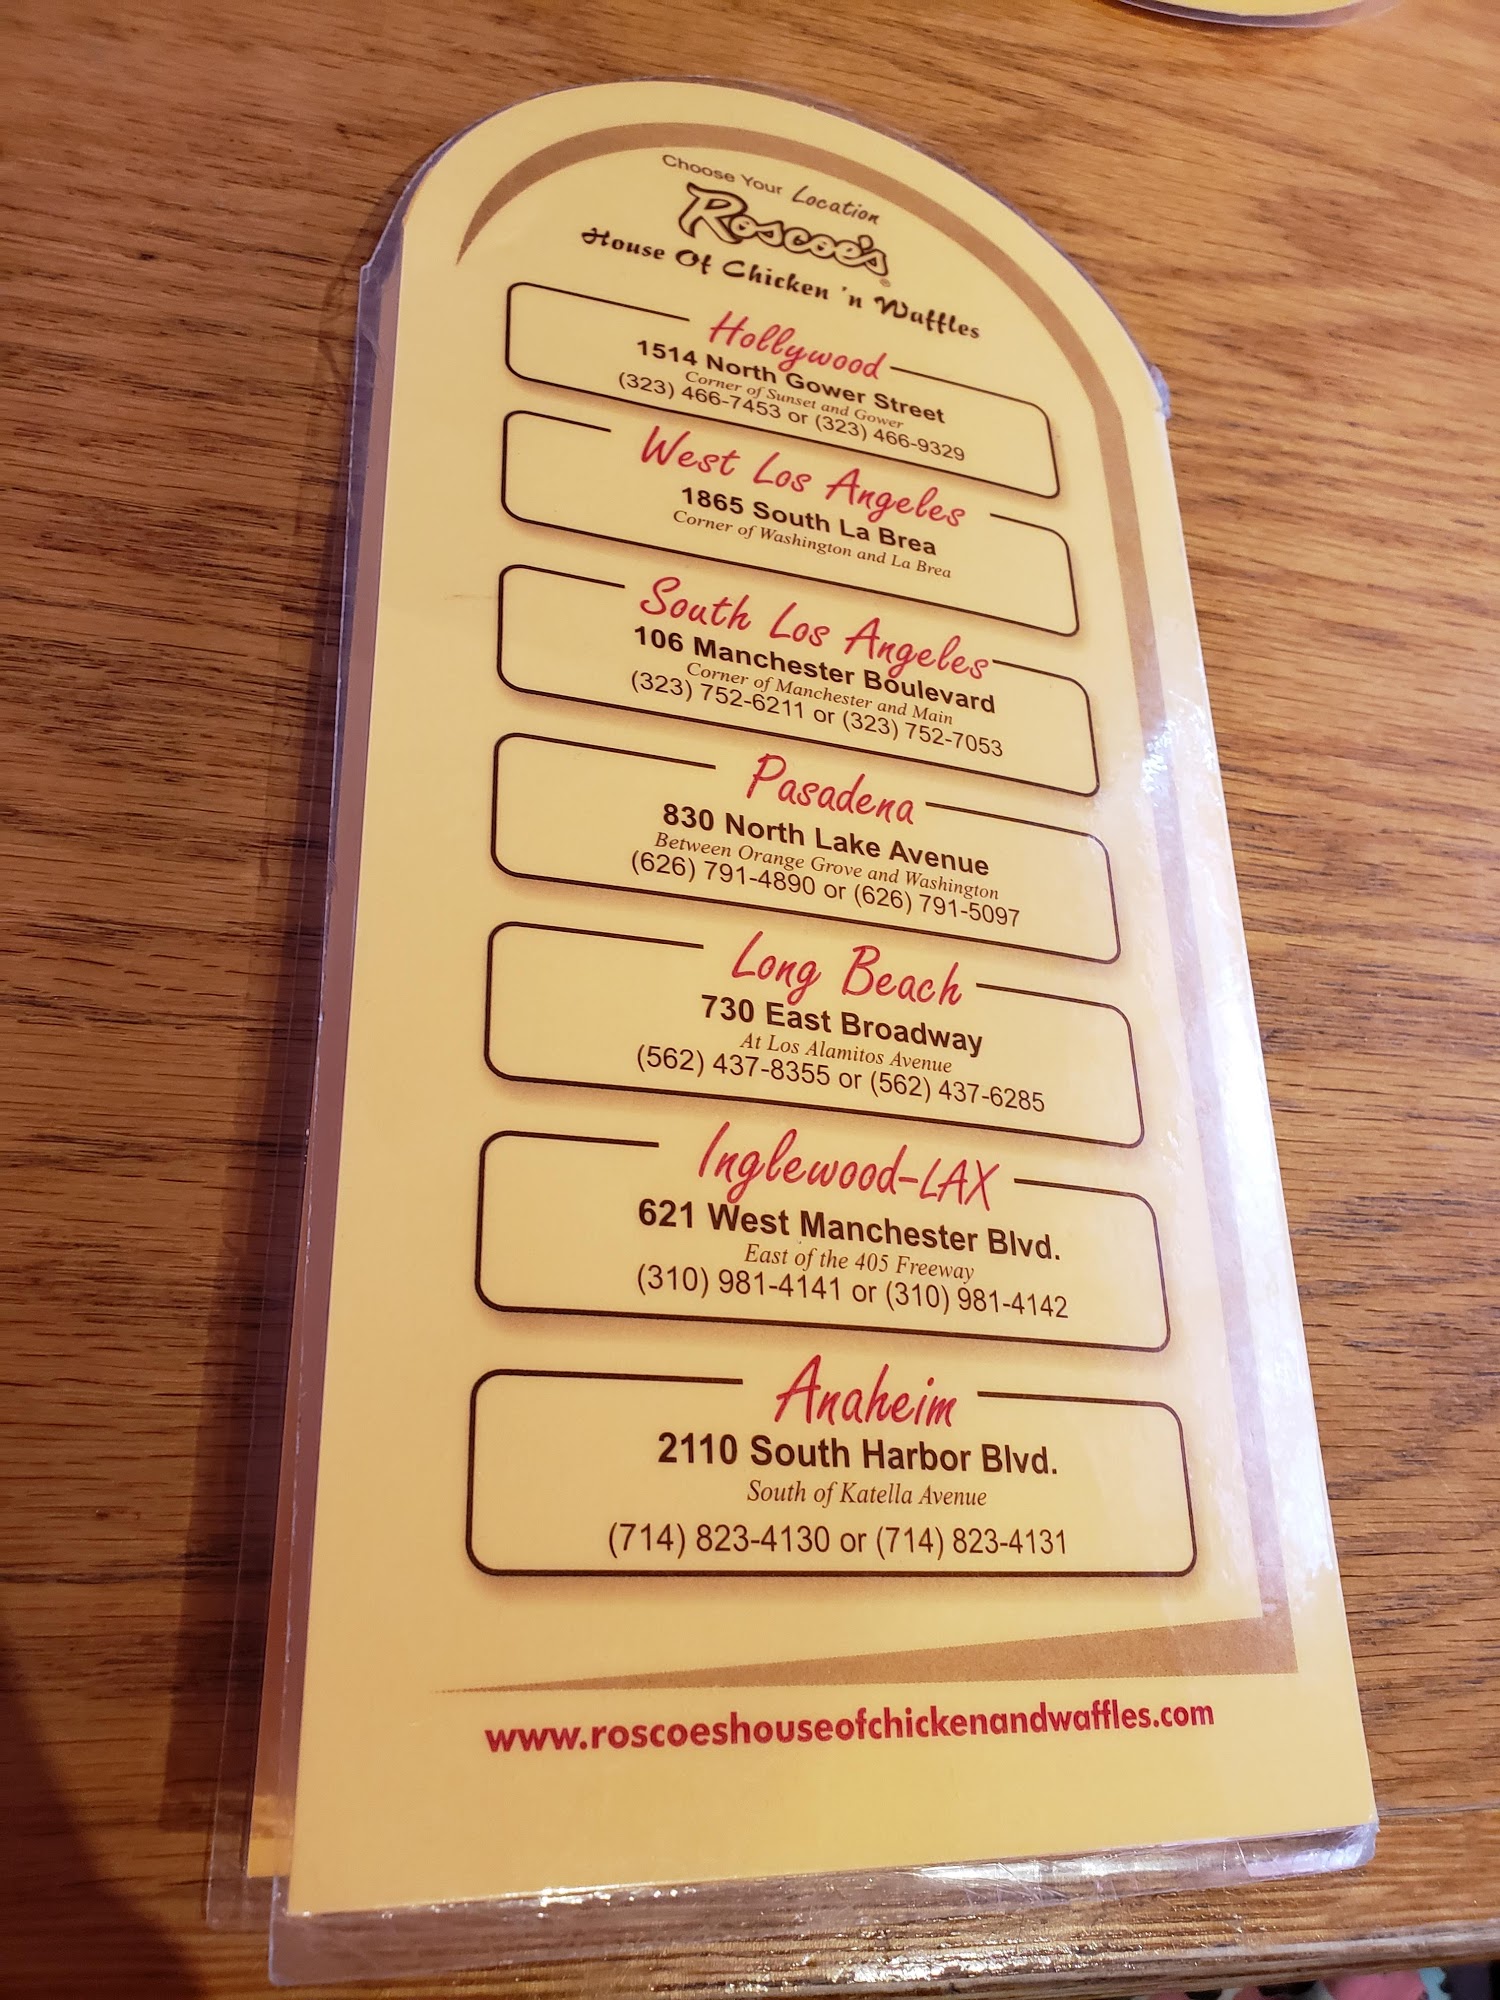 Choose Your Location
Roscoe's
House Of Chicken 'n Waffles
Hollywood
1514 North Gower Street
Corner of Sunset and Gower
(323) 466-7453 or (323) 466-9329
West Los Angeles
1865 South La Brea
Corner of Washington and La Brea
South Los Angeles
106 Manchester Boulevard
Corner of Manchester and Main
(323) 752-6211 or (323) 752-7053
Pasadena
830 North Lake Avenue
Between Orange Grove and Washington
(626) 791-4890 or (626) 791-5097
Long Beach
730 East Broadway
At Los Alamitos Avenue
(562) 437-8355 or (562) 437-6285
Inglewood-LAX
621 West Manchester Blvd.
East of the 405 Freeway
(310) 981-4141 or (310) 981-4142
Anaheim
2110 South Harbor Blvd.
South of Katella Avenue
(714) 823-4130 or (714) 823-4131
www.roscoeshouseofchickenandwaffles.com